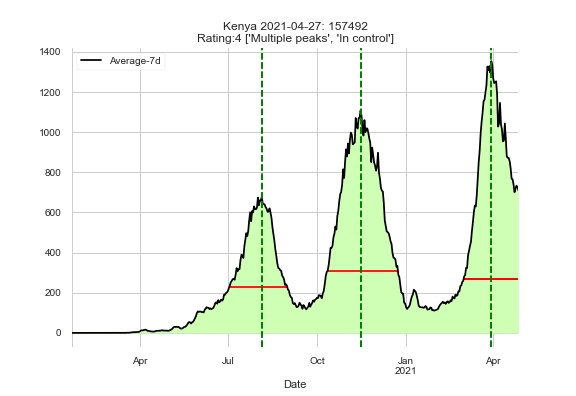 Kenya 2021-04-27: 157492
Rating:4 ['Multiple peaks', 'In control']
1400
Average-7d
1200
1000
800
600
400
200
0
Apr Jul Oct Jan Apr
2021
Date